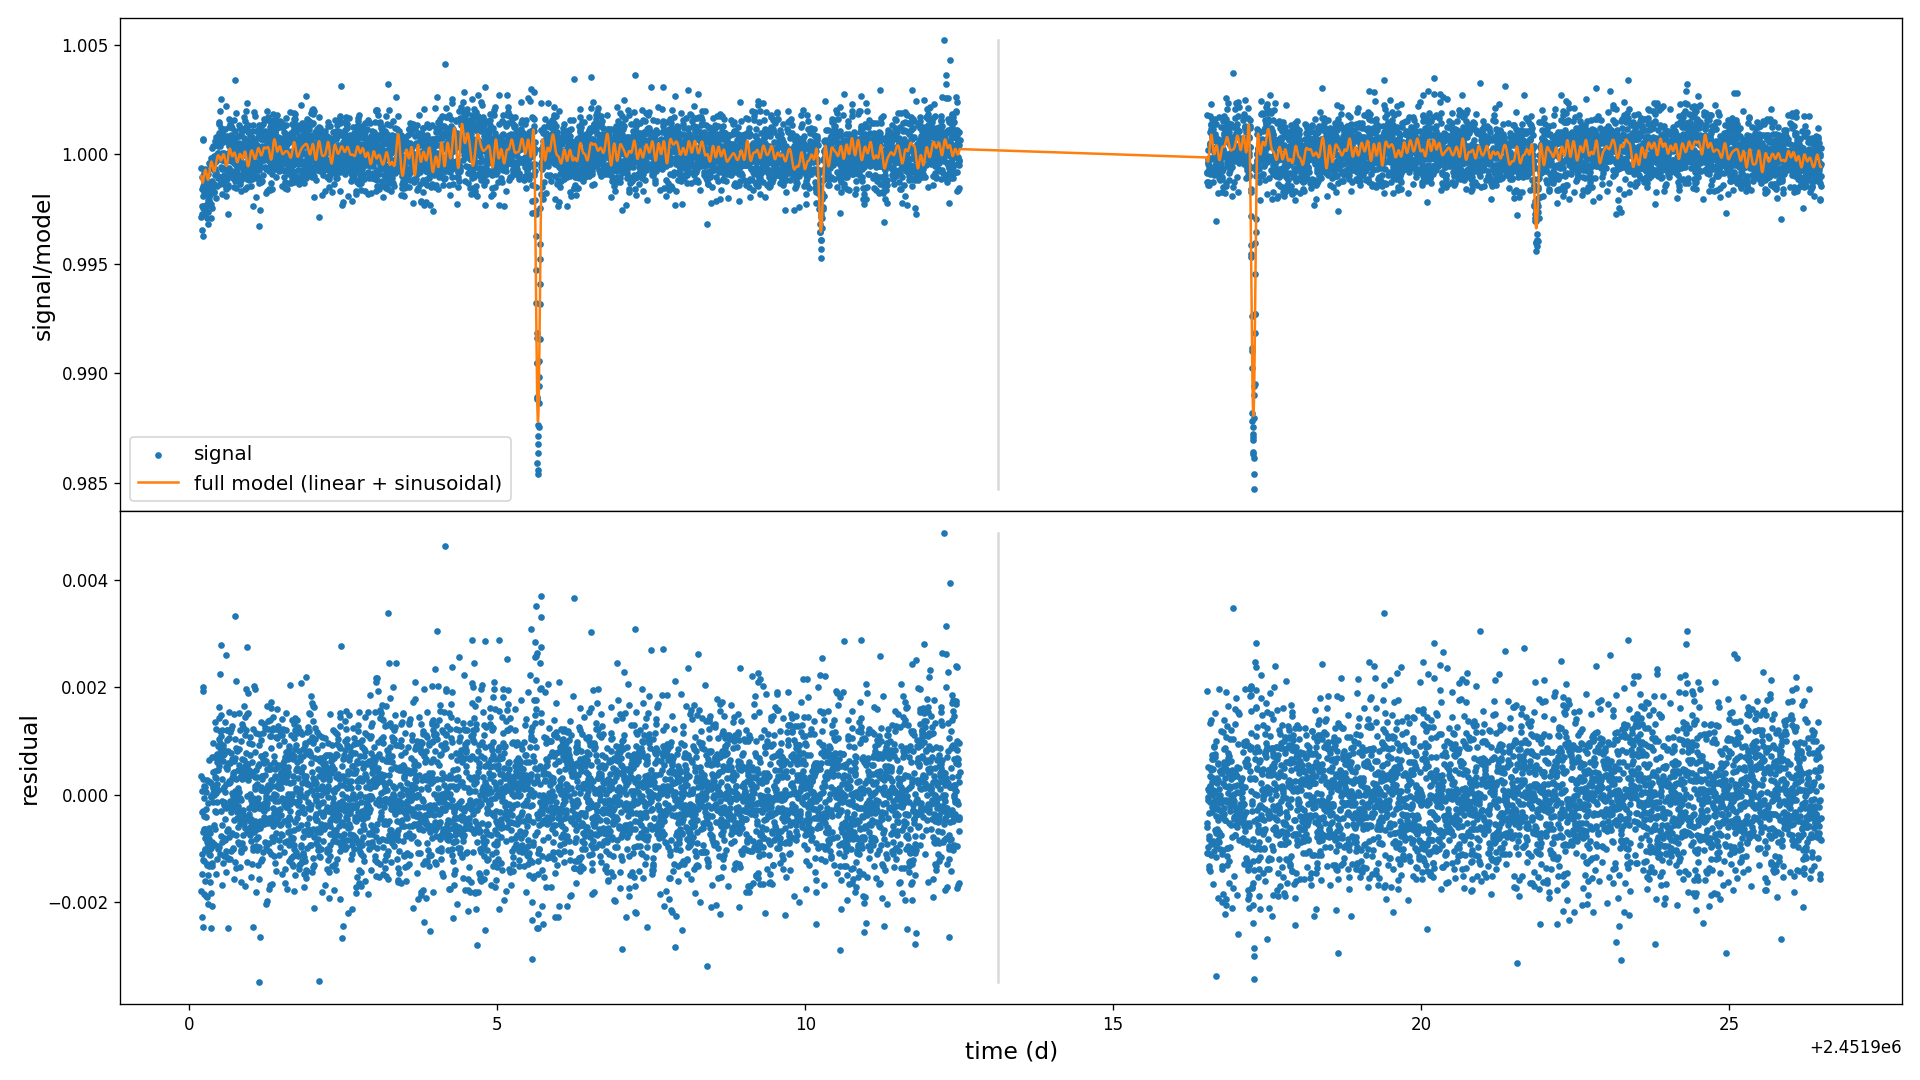 1.005
1.000
0.995
0.990
0.985
signal/model
signal
full model (linear + sinusoidal)
0.004
0.002
0.000
−0.002
residual
0 5 10 15 20 25
time (d)
+2.4519e6